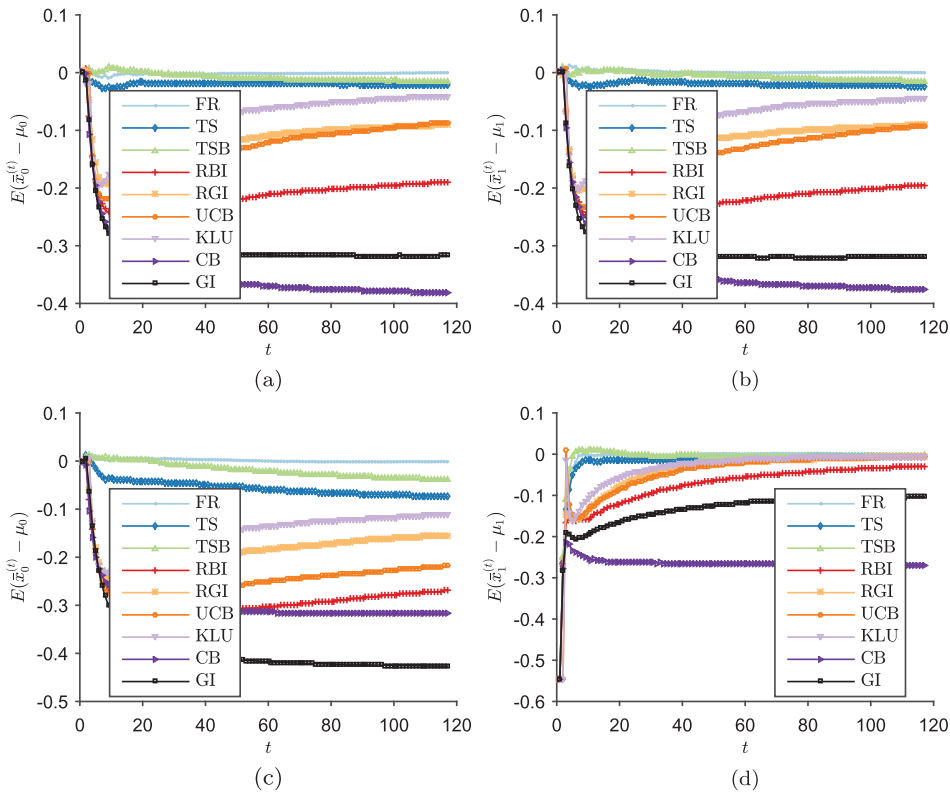 0.1
0
-0.1
-0.2
-0.3
-0.4
E(x̄₀⁽ᵗ⁾ − μ₀)
FR
TS
TSB
RBI
RGI
UCB
KLU
CB
GI
0 20 40 60 80 100 120
t
(a)
0.1
0
-0.1
-0.2
-0.3
-0.4
E(x̄₁⁽ᵗ⁾ − μ₁)
FR
TS
TSB
RBI
RGI
UCB
KLU
CB
GI
0 20 40 60 80 100 120
t
(b)
0.1
0
-0.1
-0.2
-0.3
-0.4
-0.5
E(x̄₀⁽ᵗ⁾ − μ₀)
FR
TS
TSB
RBI
RGI
UCB
KLU
CB
GI
0 20 40 60 80 100 120
t
(c)
0.1
0
-0.1
-0.2
-0.3
-0.4
-0.5
-0.6
E(x̄₁⁽ᵗ⁾ − μ₁)
FR
TS
TSB
RBI
RGI
UCB
KLU
CB
GI
0 20 40 60 80 100 120
t
(d)